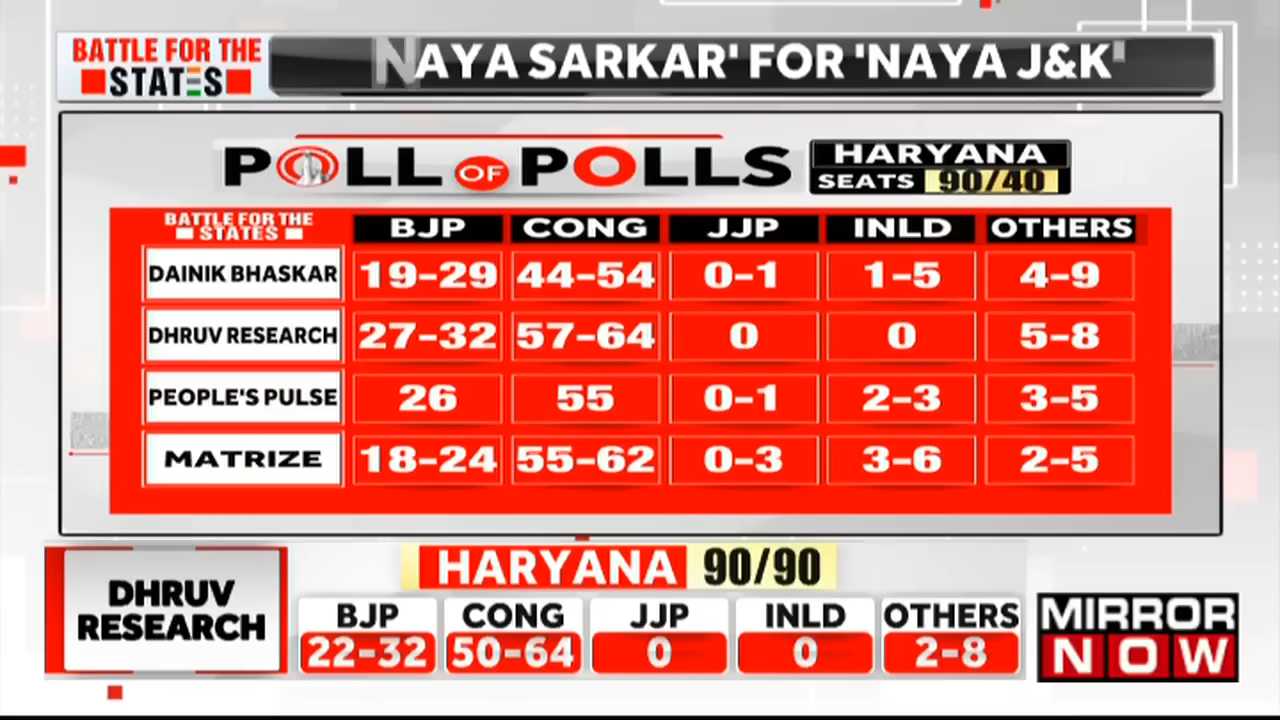 BATTLE FOR THE
STATES
NAYA SARKAR' FOR 'NAYA J&K'
POLL OF POLLS
HARYANA
SEATS 90/40
BATTLE FOR THE
STATES
BJP CONG JJP INLD OTHERS
DAINIK BHASKAR 19-29 44-54 0-1 1-5 4-9
DHRUV RESEARCH 27-32 57-64 0 0 5-8
PEOPLE'S PULSE 26 55 0-1 2-3 3-5
MATRIZE 18-24 55-62 0-3 3-6 2-5
DHRUV
RESEARCH
HARYANA 90/90
BJP CONG JJP INLD OTHERS
22-32 50-64 0 0 2-8
MIRROR
NOW